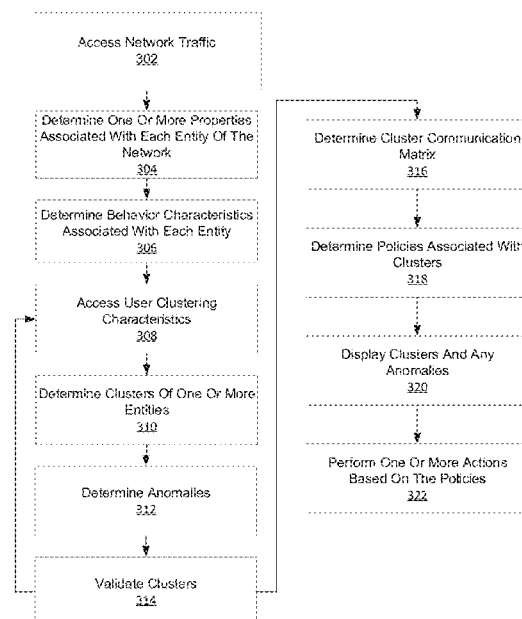 Access Network Traffic
302
Determine One Or More Properties
Associated With Each Entity Of The
Network
304
Determine Behavior Characteristics
Associated With Each Entity
306
Access User Clustering
Characteristics
308
Determine Clusters Of One Or More
Entities
310
Determine Anomalies
312
Validate Clusters
314
Determine Cluster Communication
Matrix
316
Determine Policies Associated With
Clusters
318
Display Clusters And Any
Anomalies
320
Perform One Or More Actions
Based On The Policies
322